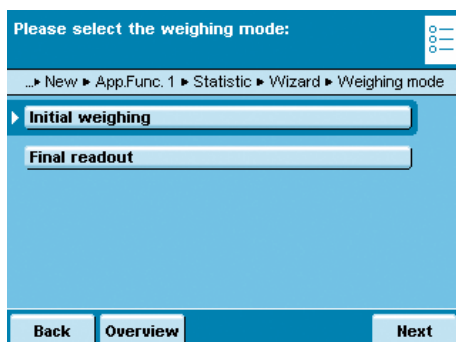 Please select the weighing mode:
...▸ New ▸ App.Func. 1 ▸ Statistic ▸ Wizard ▸ Weighing mode
Initial weighing
Final readout
Back Overview Next